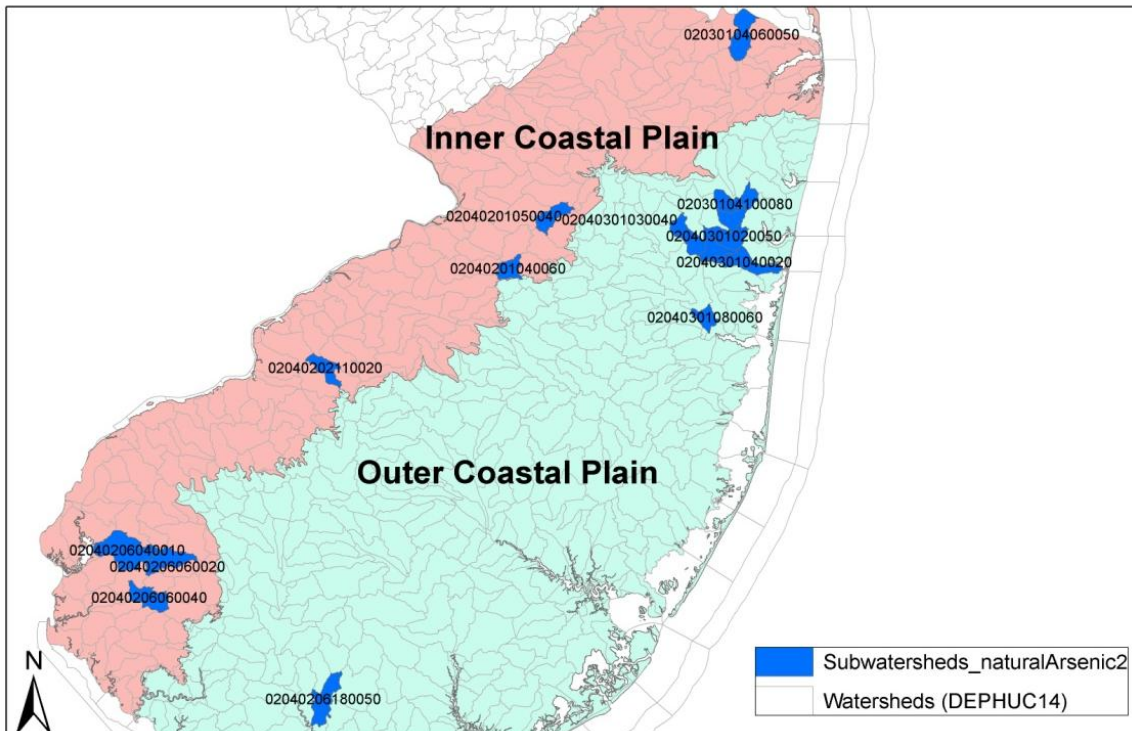 02030104060050
Inner Coastal Plain
02030104100080
02040201050040
02040301030040
02040301020050
02040301040020
02040201040060
02040301080060
02040202110020
Outer Coastal Plain
02040206040010
02040206060020
02040206060040
N
02040206180050
Subwatersheds_naturalArsenic2
Watersheds (DEPHUC14)